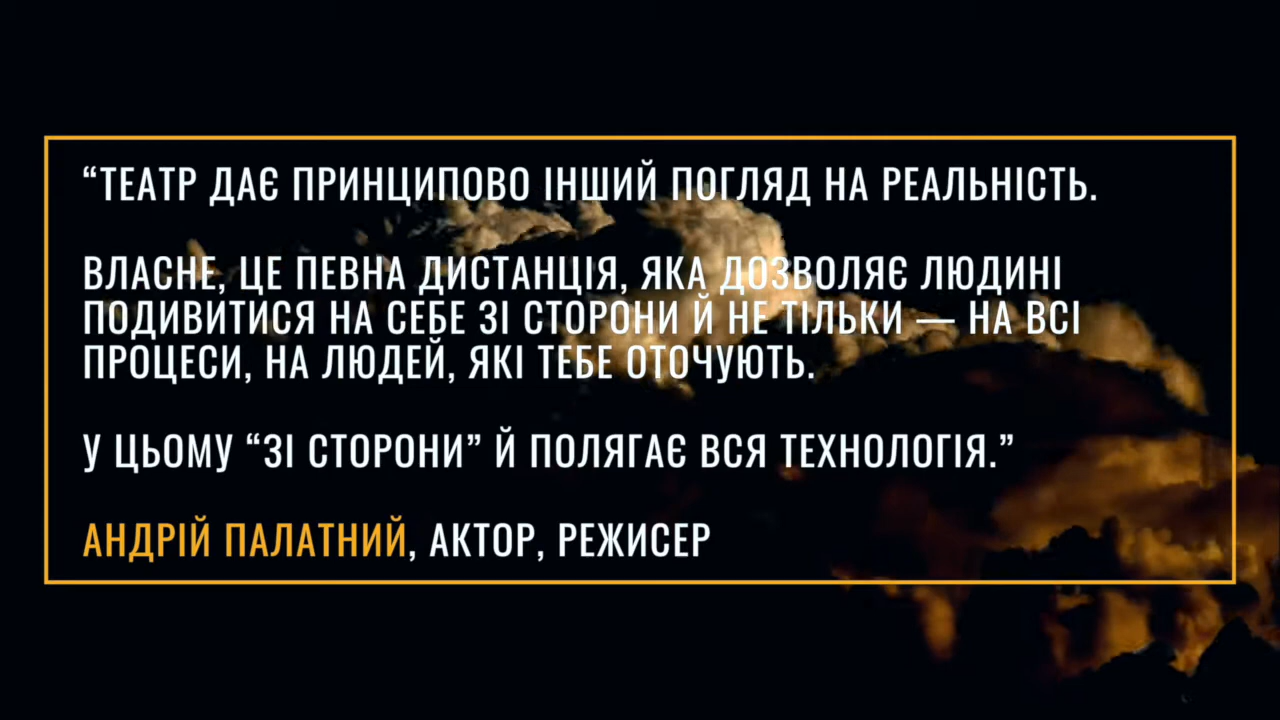 “ТЕАТР ДАЄ ПРИНЦИПОВО ІНШИЙ ПОГЛЯД НА РЕАЛЬНІСТЬ.
ВЛАСНЕ, ЦЕ ПЕВНА ДИСТАНЦІЯ, ЯКА ДОЗВОЛЯЄ ЛЮДИНІ
ПОДИВИТИСЯ НА СЕБЕ ЗІ СТОРОНИ Й НЕ ТІЛЬКИ — НА ВСІ
ПРОЦЕСИ, НА ЛЮДЕЙ, ЯКІ ТЕБЕ ОТОЧУЮТЬ.
У ЦЬОМУ “ЗІ СТОРОНИ” Й ПОЛЯГАЄ ВСЯ ТЕХНОЛОГІЯ.”
АНДРІЙ ПАЛАТНИЙ, АКТОР, РЕЖИСЕР